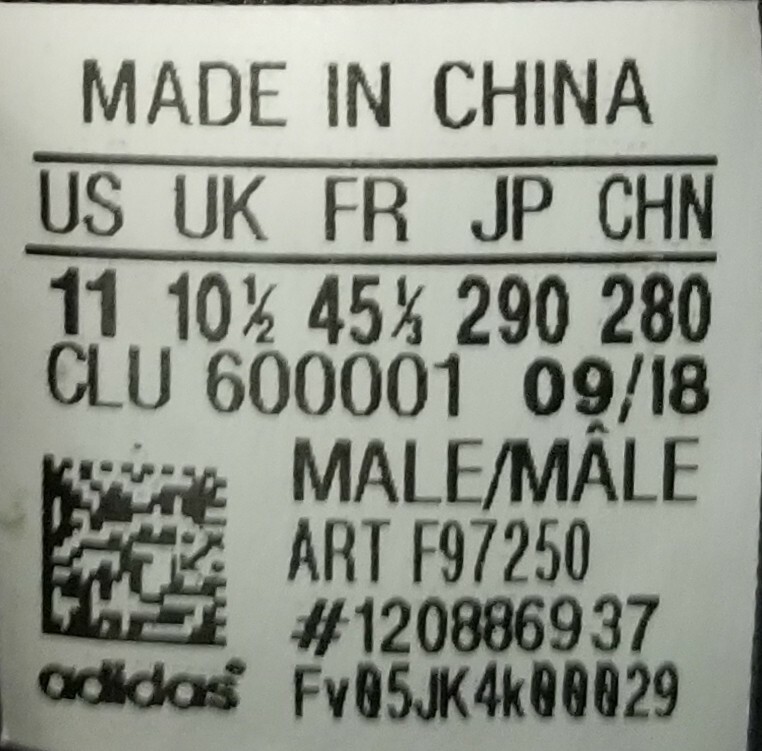 MADE IN CHINA
US UK FR JP CHN
11 10½ 45⅓ 290 280
CLU 600001 09/18
MALE/MÂLE
ART F97250
#120886937
adidas Fv05JK4k00029